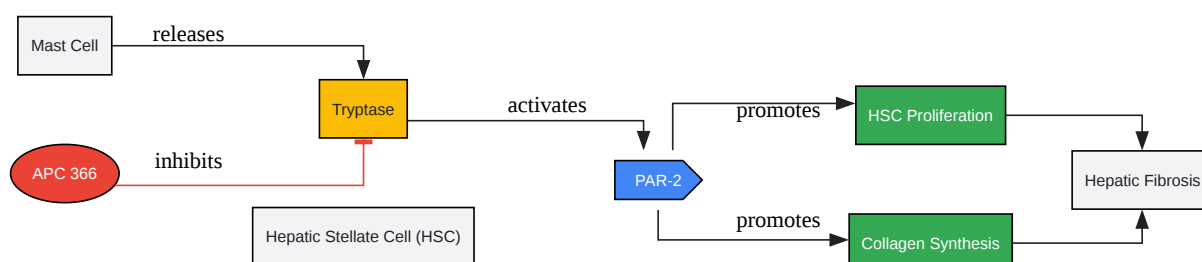 Mast Cell
releases
Tryptase
activates
promotes
HSC Proliferation
APC 366
inhibits
PAR-2
Hepatic Fibrosis
Hepatic Stellate Cell (HSC)
promotes
Collagen Synthesis